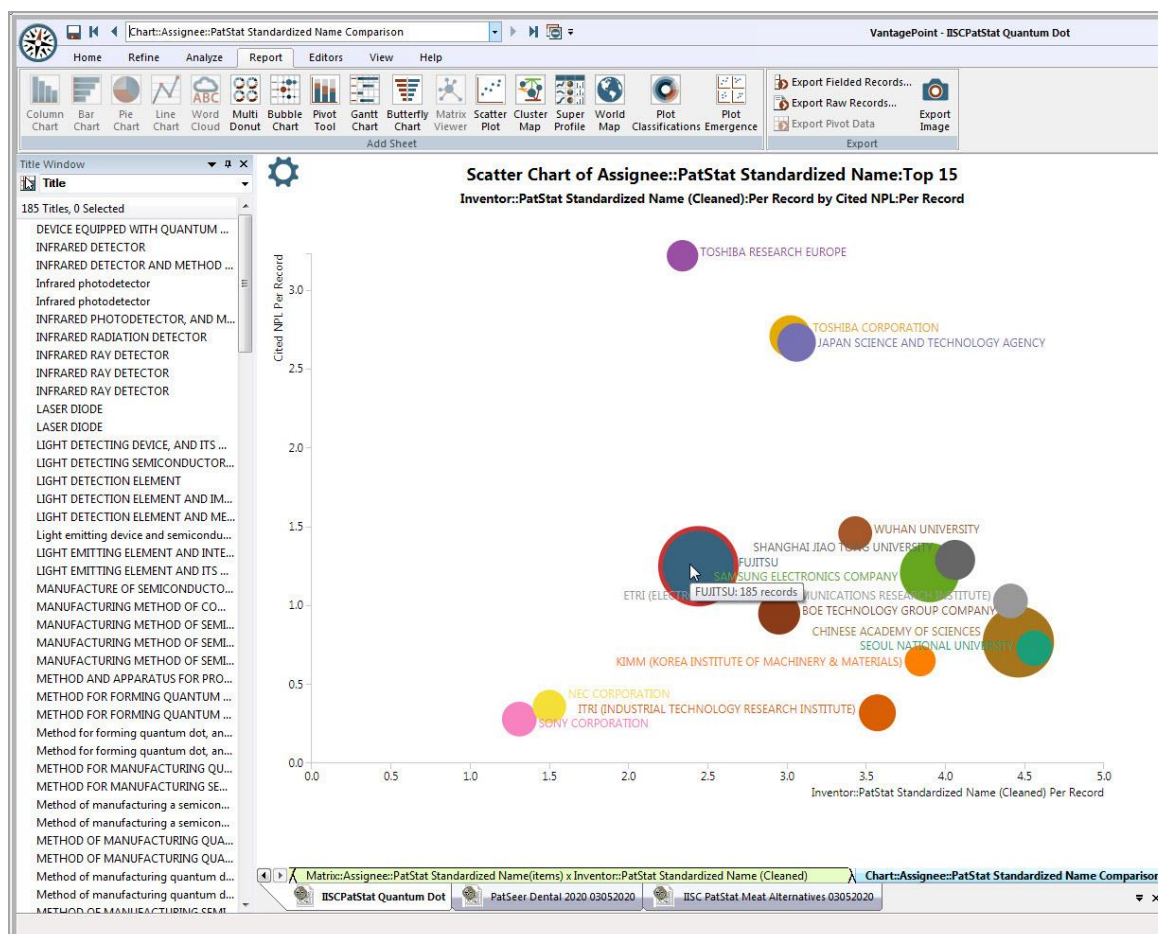 Chart::Assignee::PatStat Standardized Name Comparison
VantagePoint - IISCPatStat Quantum Dot
Home Refine Analyze Report Editors View Help
Column Chart
Bar Chart
Pie Chart
Line Chart
ABC
Word Cloud
Multi Donut
Bubble Chart
Pivot Tool
Gantt Chart
Butterfly Chart
Matrix Viewer
Scatter Plot
Cluster Map
Super Profile
World Map
Plot Classifications
Plot Emergence
Add Sheet
Export Fielded Records...
Export Raw Records...
Export Pivot Data
Export Image
Export
Title Window
Title
185 Titles, 0 Selected
DEVICE EQUIPPED WITH QUANTUM ...
INFRARED DETECTOR
INFRARED DETECTOR AND METHOD ...
Infrared photodetector
Infrared photodetector
INFRARED PHOTODETECTOR, AND M...
INFRARED RADIATION DETECTOR
INFRARED RAY DETECTOR
INFRARED RAY DETECTOR
INFRARED RAY DETECTOR
LASER DIODE
LASER DIODE
LIGHT DETECTING DEVICE, AND ITS ...
LIGHT DETECTING SEMICONDUCTOR...
LIGHT DETECTION ELEMENT
LIGHT DETECTION ELEMENT AND IM...
LIGHT DETECTION ELEMENT AND ME...
Light emitting device and semicondu...
LIGHT EMITTING ELEMENT AND INTE...
LIGHT EMITTING ELEMENT AND ITS ...
MANUFACTURE OF SEMICONDUCTO...
MANUFACTURING METHOD OF CO...
MANUFACTURING METHOD OF SEMI...
MANUFACTURING METHOD OF SEMI...
MANUFACTURING METHOD OF SEMI...
METHOD AND APPARATUS FOR PRO...
METHOD FOR FORMING QUANTUM ...
METHOD FOR FORMING QUANTUM ...
Method for forming quantum dot, an...
Method for forming quantum dot, an...
METHOD FOR MANUFACTURING QU...
METHOD FOR MANUFACTURING SE...
Method of manufacturing a semicon...
Method of manufacturing a semicon...
METHOD OF MANUFACTURING QUA...
METHOD OF MANUFACTURING QUA...
Method of manufacturing quantum d...
Method of manufacturing quantum d...
METHOD OF MANUFACTURING SEMI...
Scatter Chart of Assignee::PatStat Standardized Name:Top 15
Inventor::PatStat Standardized Name (Cleaned):Per Record by Cited NPL:Per Record
Cited NPL Per Record
3.0
2.5
2.0
1.5
1.0
0.5
0.0
TOSHIBA RESEARCH EUROPE
TOSHIBA CORPORATION
JAPAN SCIENCE AND TECHNOLOGY AGENCY
WUHAN UNIVERSITY
SHANGHAI JIAO TONG UNIVERSITY
FUJITSU
SAMSUNG ELECTRONICS COMPANY
FUJITSU: 185 records
ETRI (ELECTR MUNICATIONS RESEARCH INSTITUTE)
BOE TECHNOLOGY GROUP COMPANY
CHINESE ACADEMY OF SCIENCES
SEOUL NATIONAL UNIVERSITY
KIMM (KOREA INSTITUTE OF MACHINERY & MATERIALS)
NEC CORPORATION
ITRI (INDUSTRIAL TECHNOLOGY RESEARCH INSTITUTE)
SONY CORPORATION
0.0 0.5 1.0 1.5 2.0 2.5 3.0 3.5 4.0 4.5 5.0
Inventor::PatStat Standardized Name (Cleaned) Per Record
Matrix::Assignee::PatStat Standardized Name(items) x Inventor::PatStat Standardized Name (Cleaned)
Chart::Assignee::PatStat Standardized Name Comparison
IISCPatStat Quantum Dot
PatSeer Dental 2020 03052020
IISC PatStat Meat Alternatives 03052020